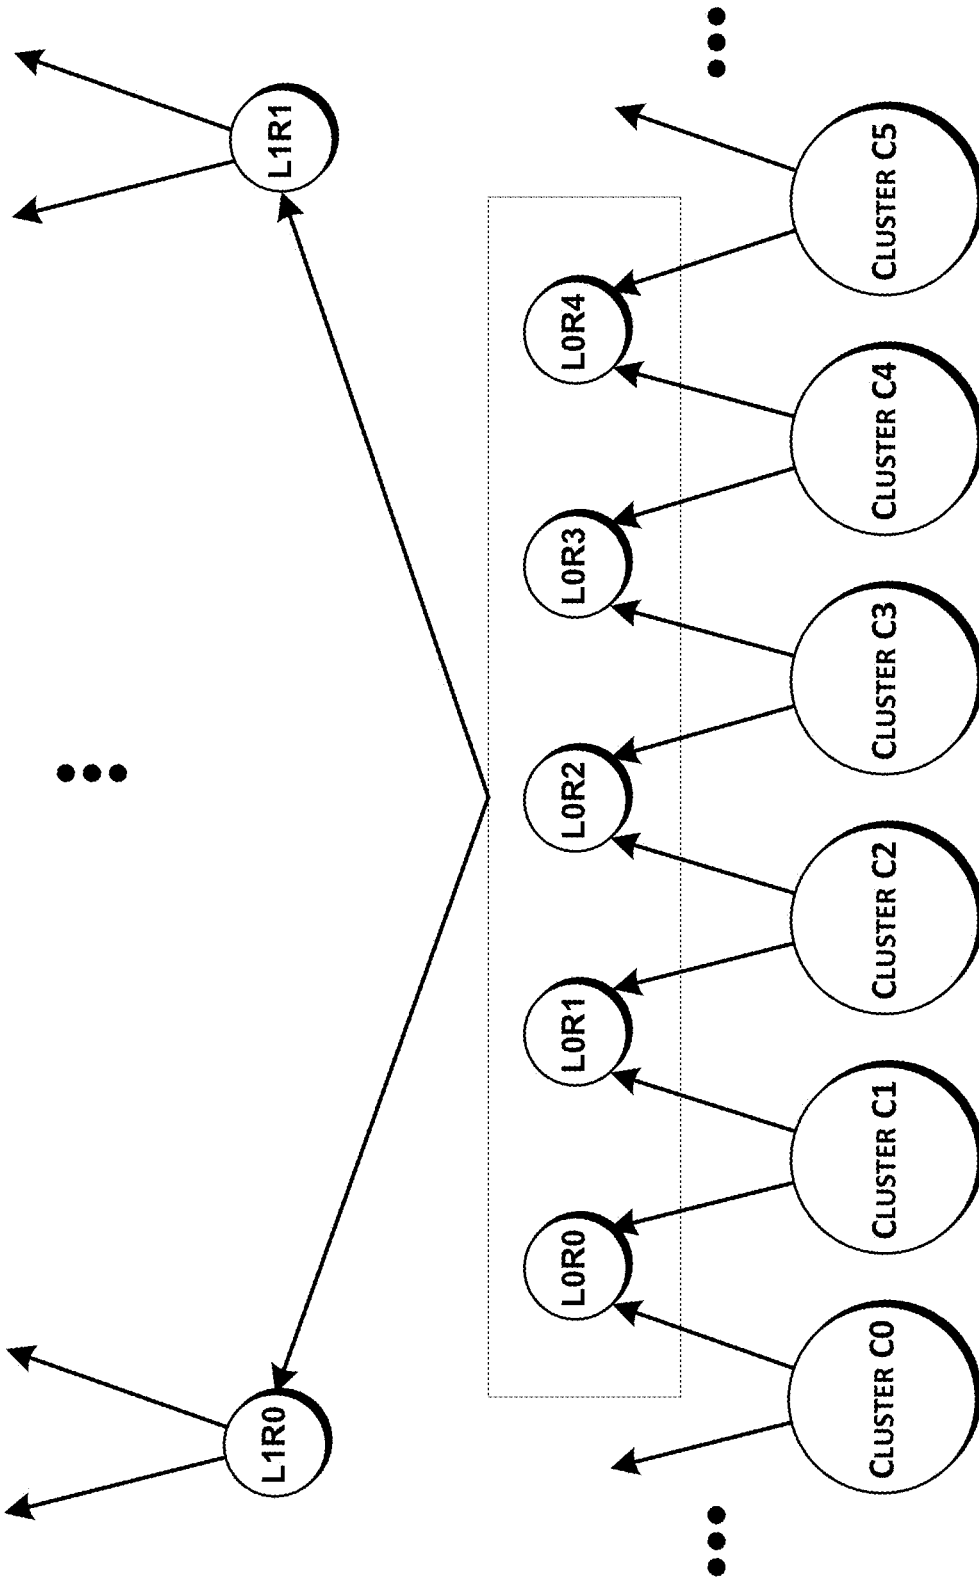 L1R0
L1R1
L0R0
L0R1
L0R2
L0R3
L0R4
CLUSTER C0
CLUSTER C1
CLUSTER C2
CLUSTER C3
CLUSTER C4
CLUSTER C5